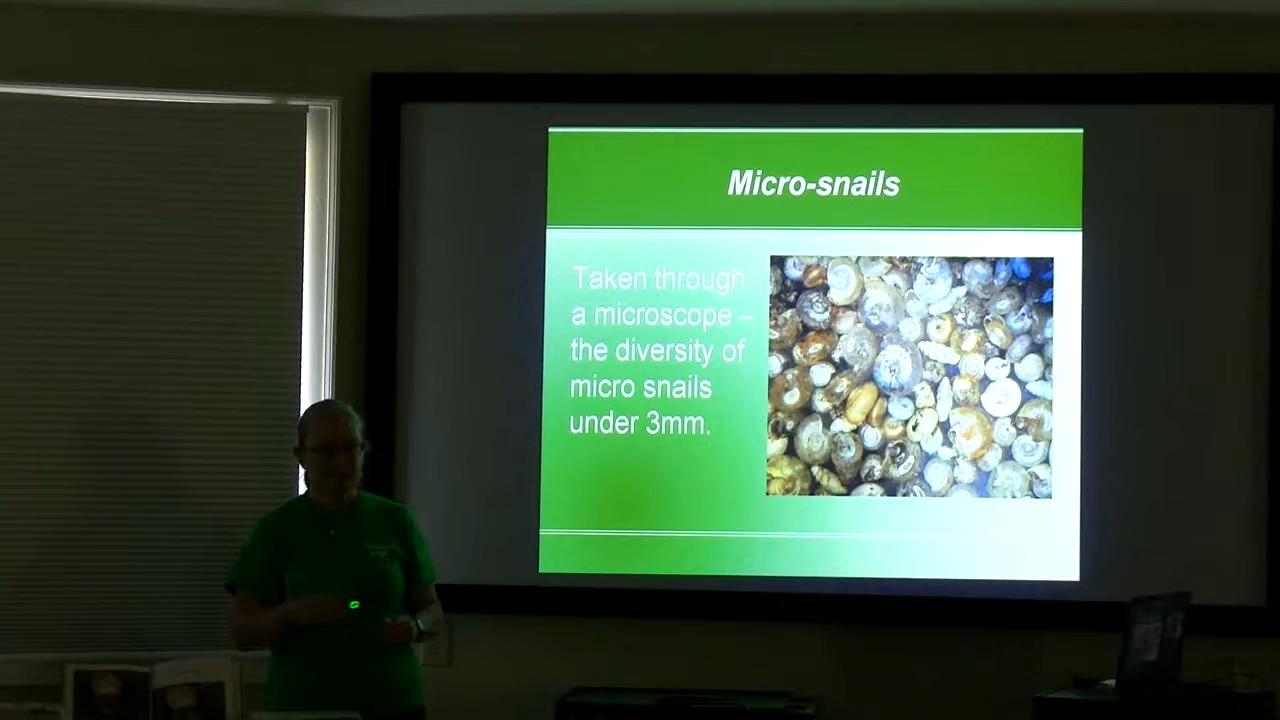 Micro-snails
Taken through
a microscope –
the diversity of
micro snails
under 3mm.